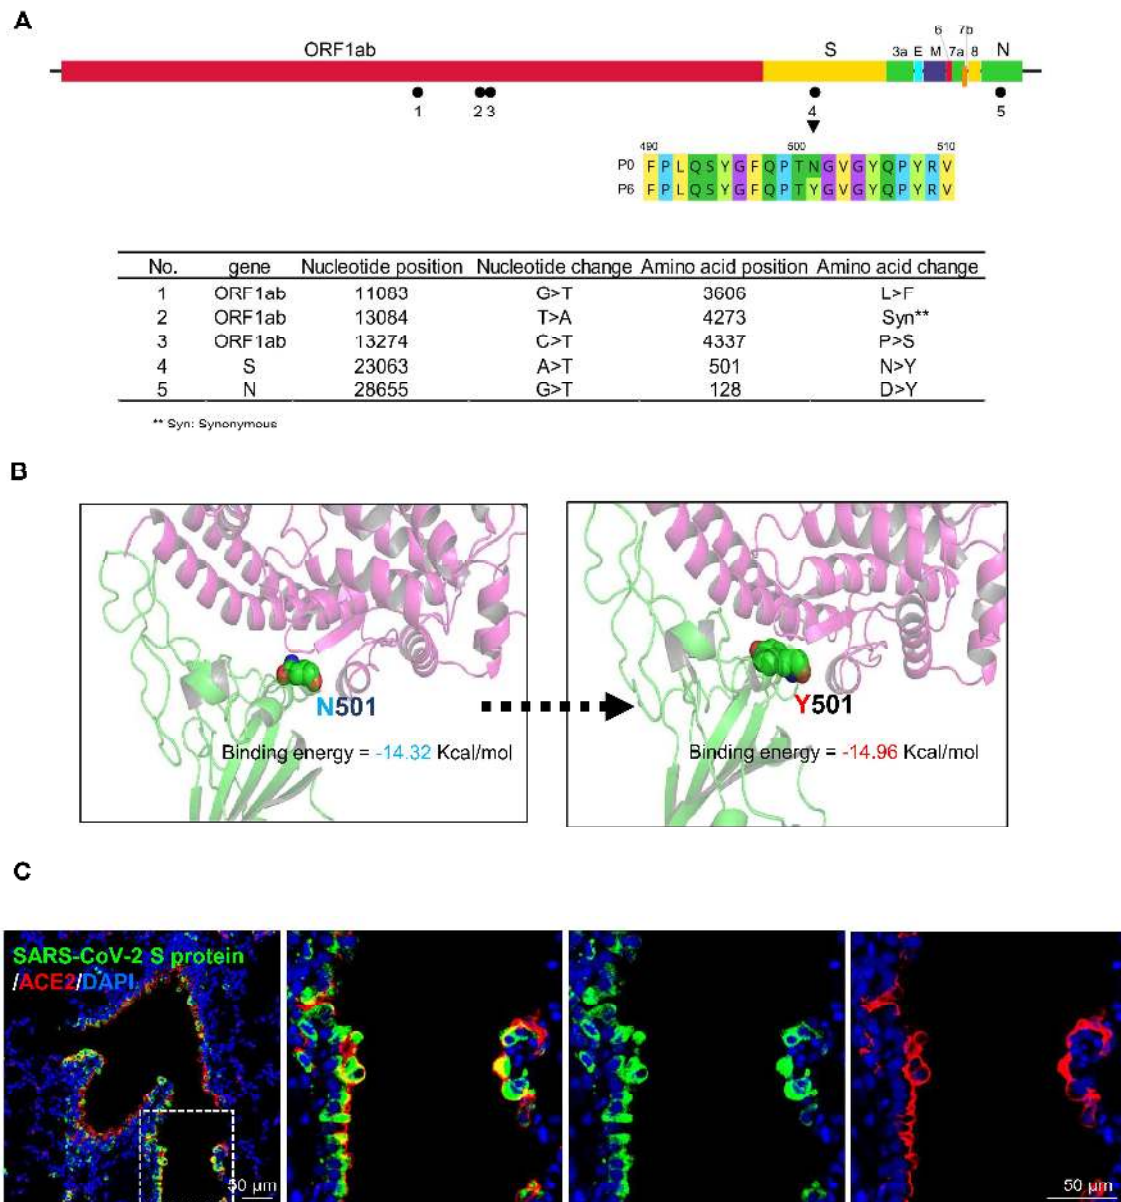 A
ORF1ab S 3a E M 6 7a 7b 8 N
1 2 3 4 5
490 500 510
P0 F P L Q S Y G F Q P T N G V G Y Q P Y R V
P6 F P L Q S Y G F Q P T Y G V G Y Q P Y R V
No. gene Nucleotide position Nucleotide change Amino acid position Amino acid change
1 ORF1ab 11083 G>T 3606 L>F
2 ORF1ab 13084 T>A 4273 Syn**
3 ORF1ab 13274 C>T 4337 P>S
4 S 23063 A>T 501 N>Y
5 N 28655 G>T 128 D>Y
** Syn: Synonymous
B
N501 Y501
Binding energy = -14.32 Kcal/mol Binding energy = -14.96 Kcal/mol
C
SARS-CoV-2 S protein
/ACE2/DAPI
50 µm 50 µm